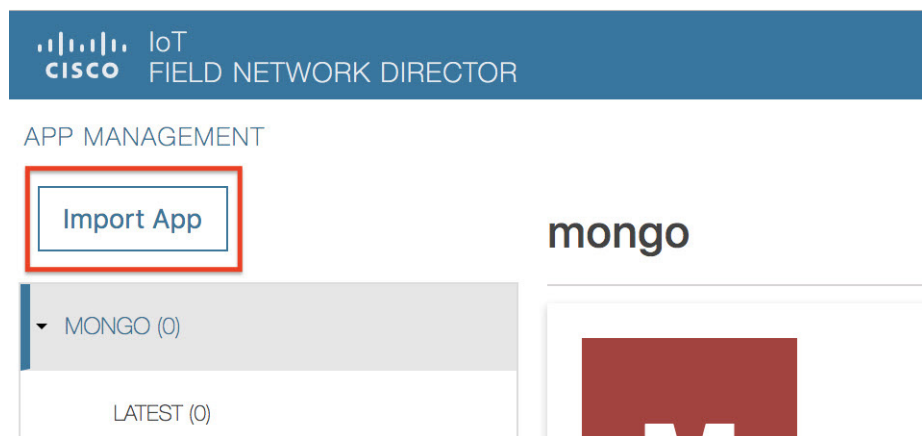 CISCO
IoT
FIELD NETWORK DIRECTOR
APP MANAGEMENT
Import App
MONGO (0)
LATEST (0)
mongo
M